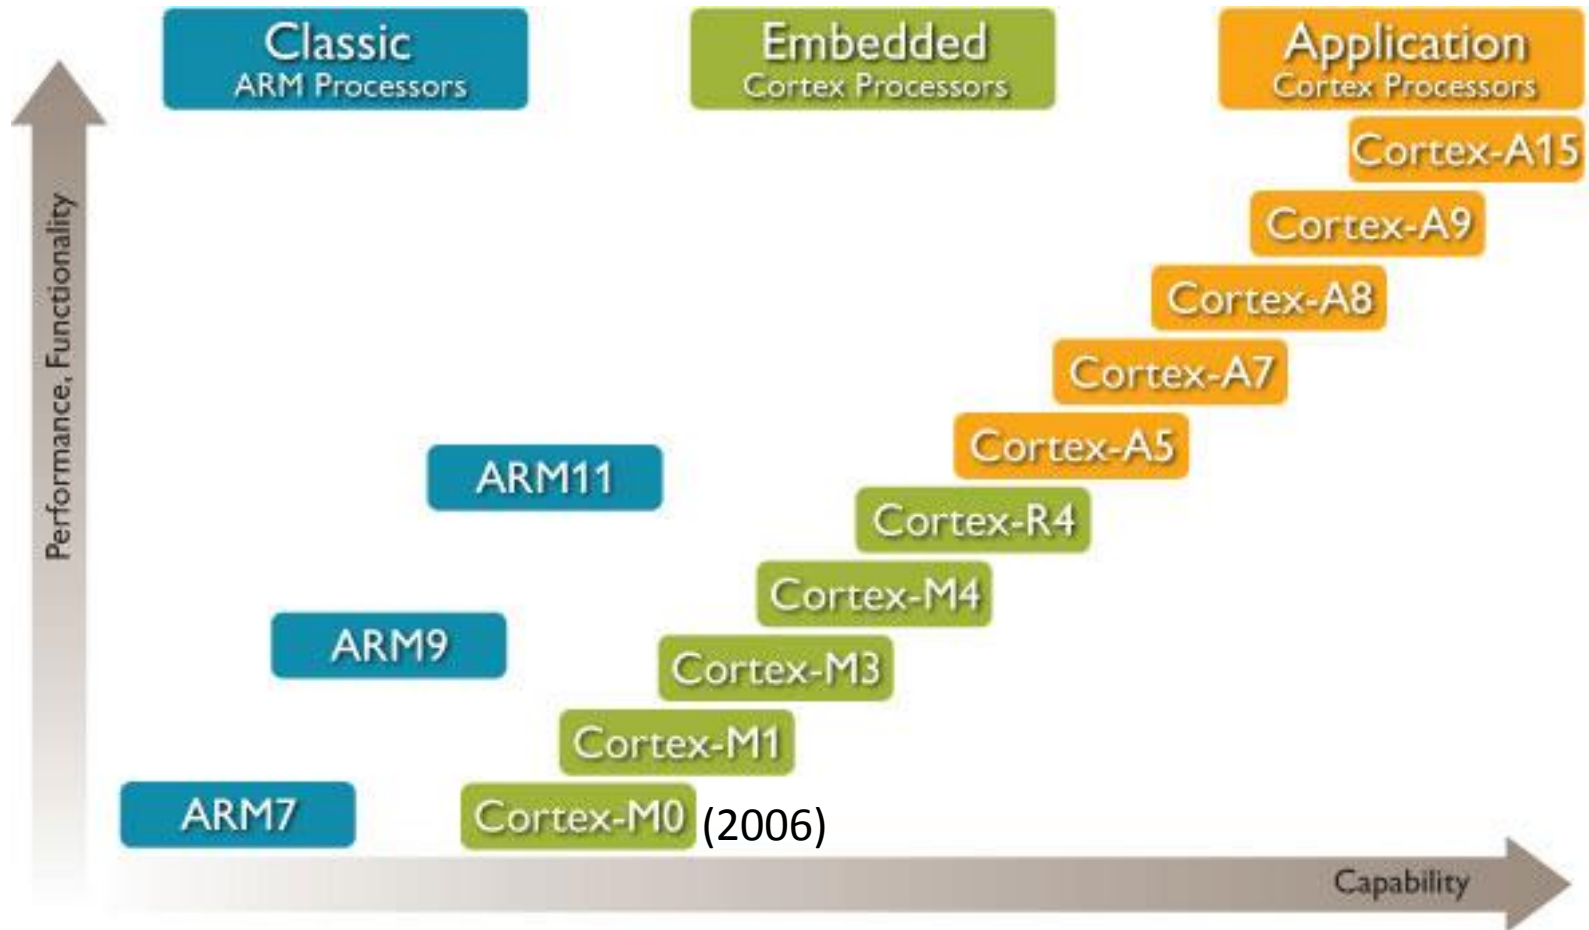 Classic
ARM Processors
Embedded
Cortex Processors
Application
Cortex Processors
Cortex-A15
Cortex-A9
Cortex-A8
Cortex-A7
Cortex-A5
ARM11
Cortex-R4
Cortex-M4
ARM9
Cortex-M3
Cortex-M1
ARM7
Cortex-M0 (2006)
Performance, Functionality
Capability